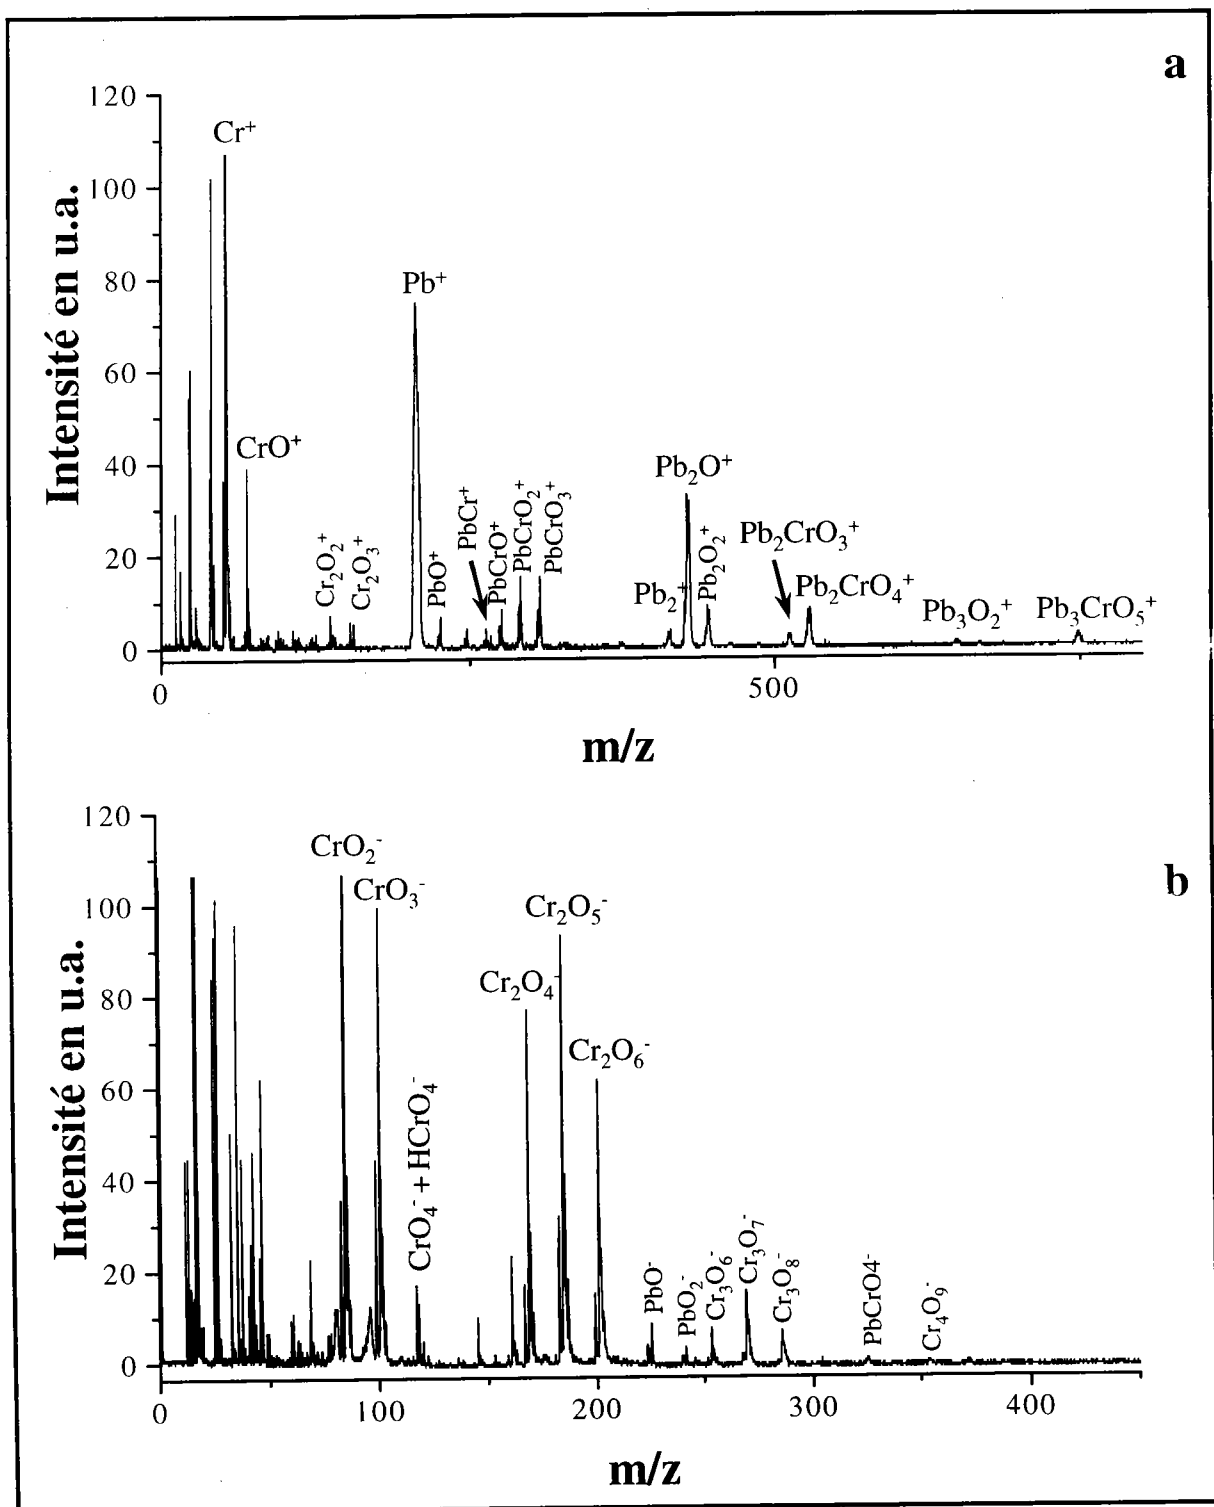 a
120
100
80
60
40
20
0
Intensité en u.a.
Cr⁺
CrO⁺
Cr₂O₂⁺
Cr₂O₃⁺
Pb⁺
PbO⁺
PbCr⁺
PbCrO⁺
PbCrO₂⁺
PbCrO₃⁺
Pb₂⁺
Pb₂O⁺
Pb₂O₂⁺
Pb₂CrO₃⁺
Pb₂CrO₄⁺
Pb₃O₂⁺
Pb₃CrO₅⁺
0
500
m/z
b
120
100
80
60
40
20
0
Intensité en u.a.
CrO₂⁻
CrO₃⁻
CrO₄⁻ + HCrO₄⁻
Cr₂O₄⁻
Cr₂O₅⁻
Cr₂O₆⁻
PbO⁻
PbO₂⁻
Cr₃O₆⁻
Cr₃O₇⁻
Cr₃O₈⁻
PbCrO4⁻
Cr₄O₉⁻
0
100
200
300
400
m/z